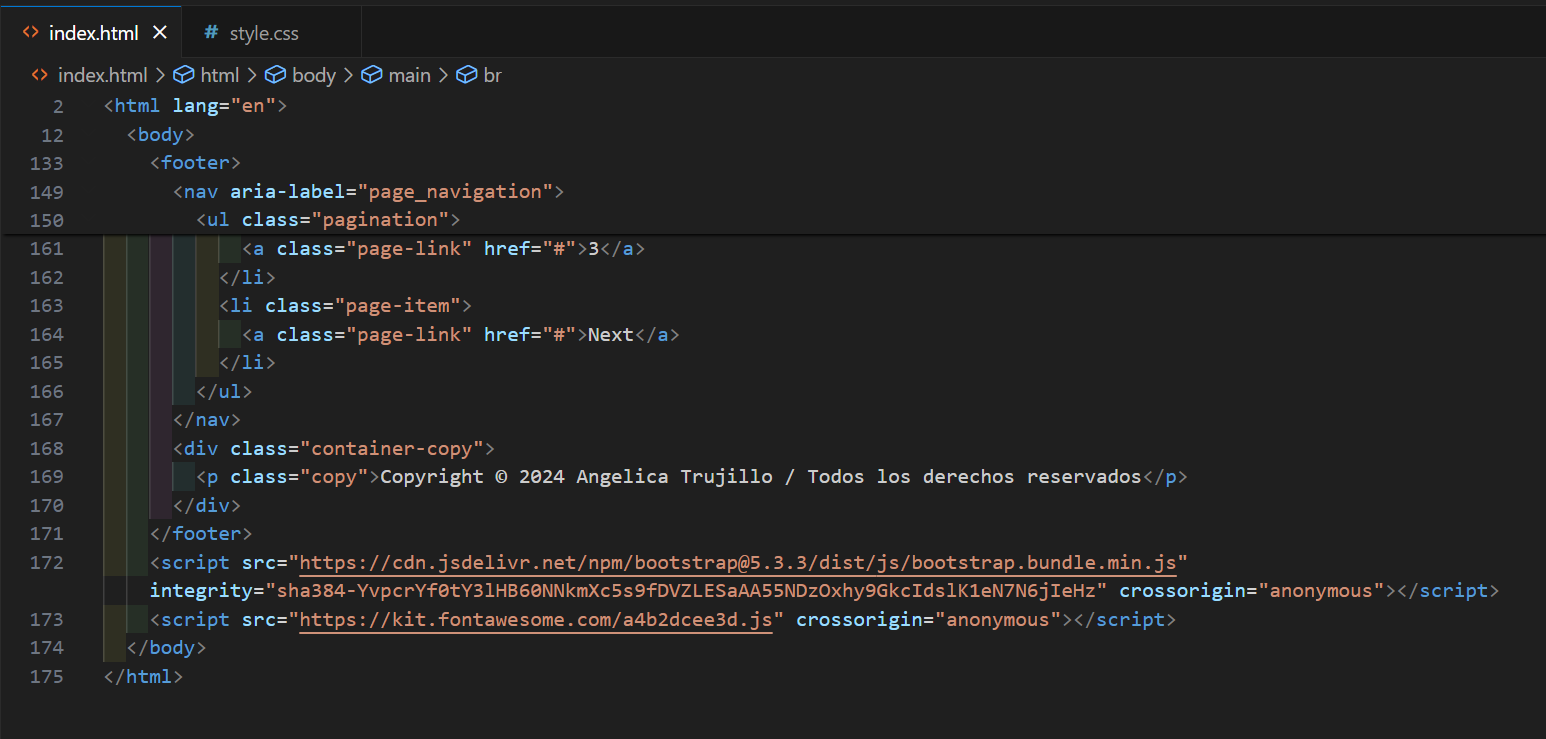 index.html
style.css
index.html > html > body > main > br
2 <html lang="en">
12 <body>
133 <footer>
149 <nav aria-label="page_navigation">
150 <ul class="pagination">
161 <a class="page-link" href="#">3</a>
162 </li>
163 <li class="page-item">
164 <a class="page-link" href="#">Next</a>
165 </li>
166 </ul>
167 </nav>
168 <div class="container-copy">
169 <p class="copy">Copyright © 2024 Angelica Trujillo / Todos los derechos reservados</p>
170 </div>
171 </footer>
172 <script src="https://cdn.jsdelivr.net/npm/bootstrap@5.3.3/dist/js/bootstrap.bundle.min.js"
integrity="sha384-YvpcrYf0tY3lHB60NNkmXc5s9fDVZLESaAA55NDzOxhy9GkcIdslK1eN7N6jIeHz" crossorigin="anonymous"></script>
173 <script src="https://kit.fontawesome.com/a4b2dcee3d.js" crossorigin="anonymous"></script>
174 </body>
175 </html>